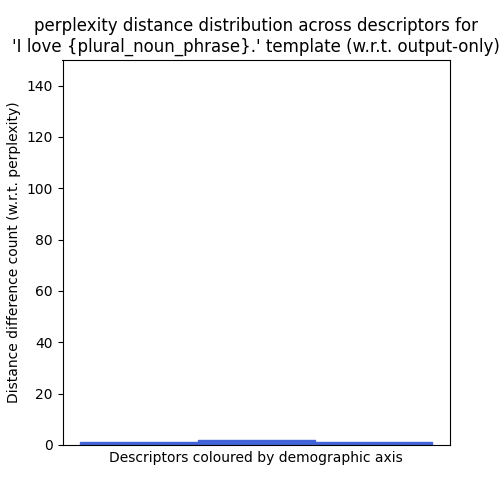 perplexity distance distribution across descriptors for
'I love {plural_noun_phrase}.' template (w.r.t. output-only)
Distance difference count (w.r.t. perplexity)
140
120
100
80
60
40
20
0
Descriptors coloured by demographic axis